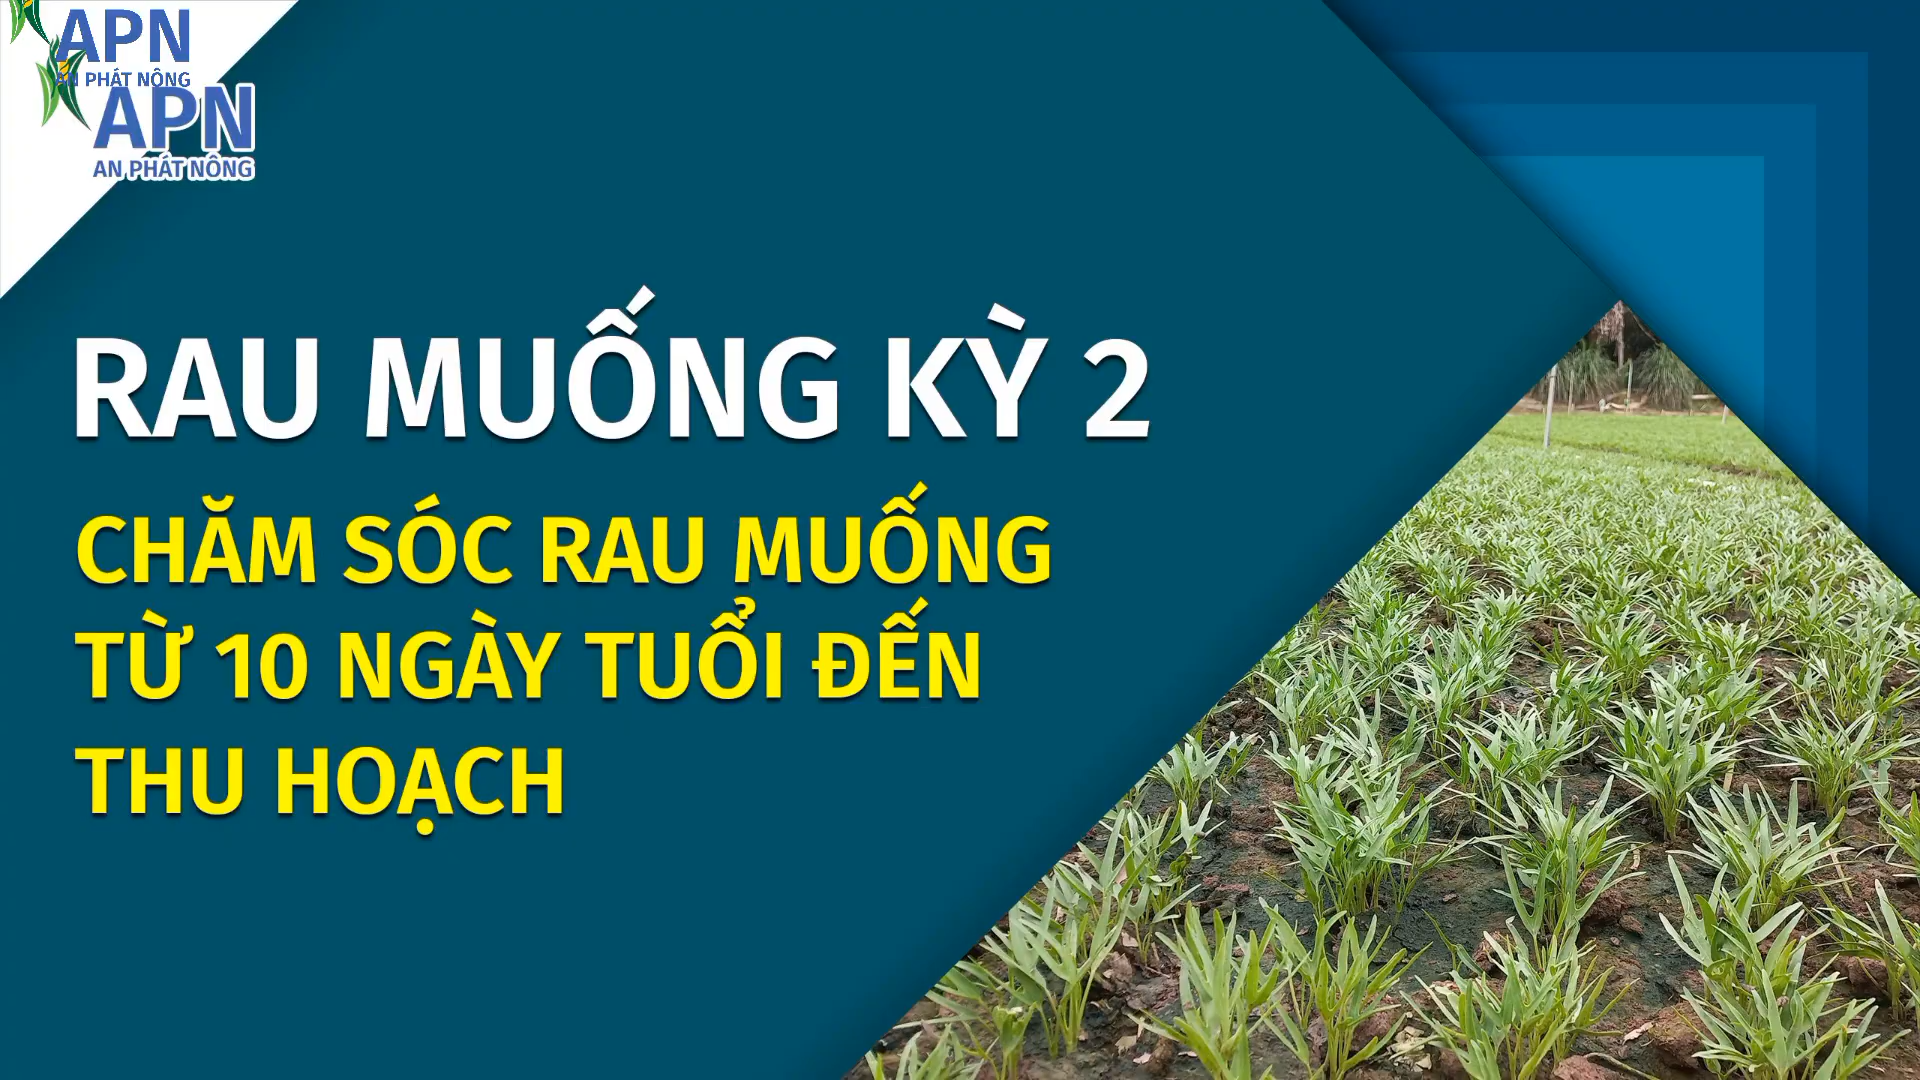 APN
AN PHÁT NÔNG
APN
AN PHÁT NÔNG
RAU MUỐNG KỲ 2
CHĂM SÓC RAU MUỐNG
TỪ 10 NGÀY TUỔI ĐẾN
THU HOẠCH